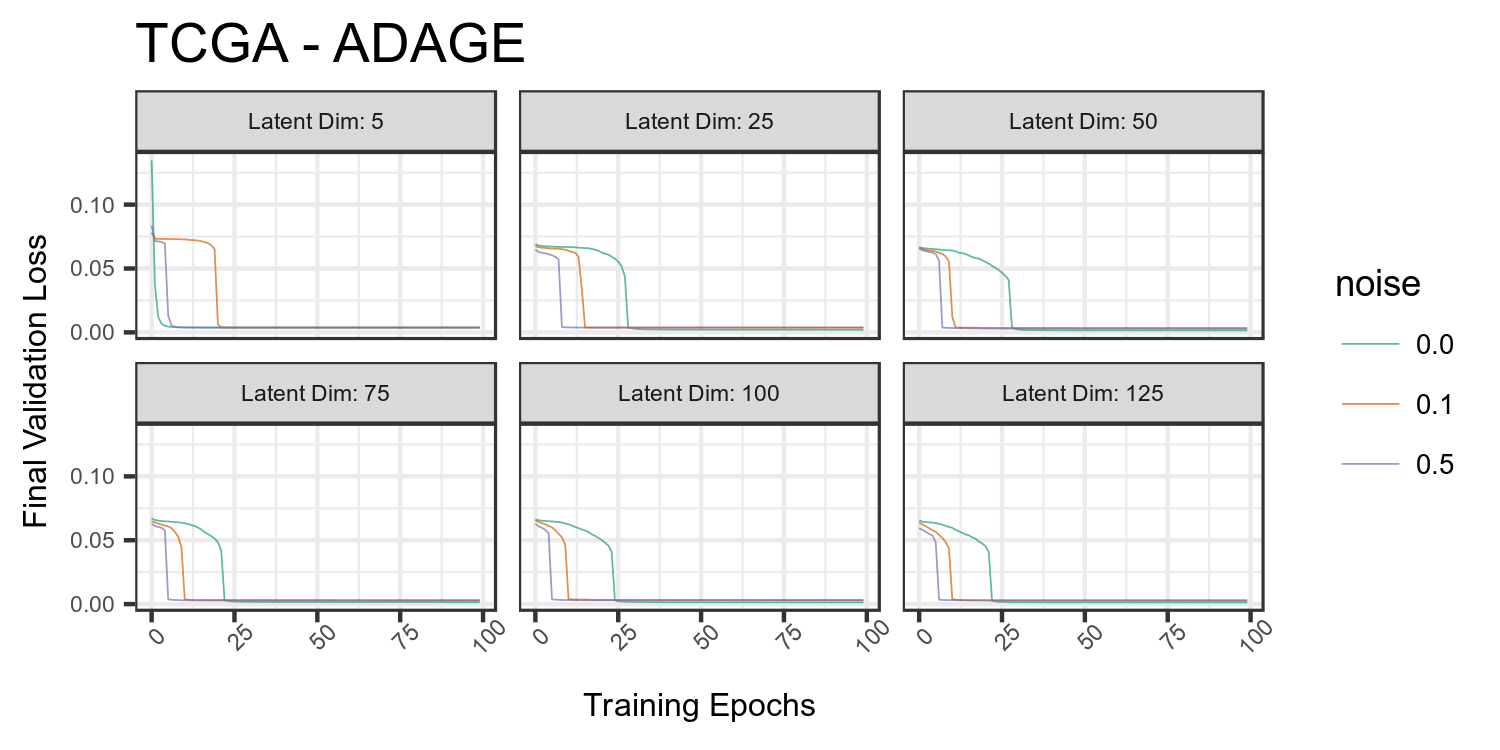 TCGA - ADAGE
Latent Dim: 5
Latent Dim: 25
Latent Dim: 50
0.10
0.05
0.00
Latent Dim: 75
Latent Dim: 100
Latent Dim: 125
0.10
0.05
0.00
0 25 50 75 100
0 25 50 75 100
0 25 50 75 100
Final Validation Loss
Training Epochs
noise
0.0
0.1
0.5